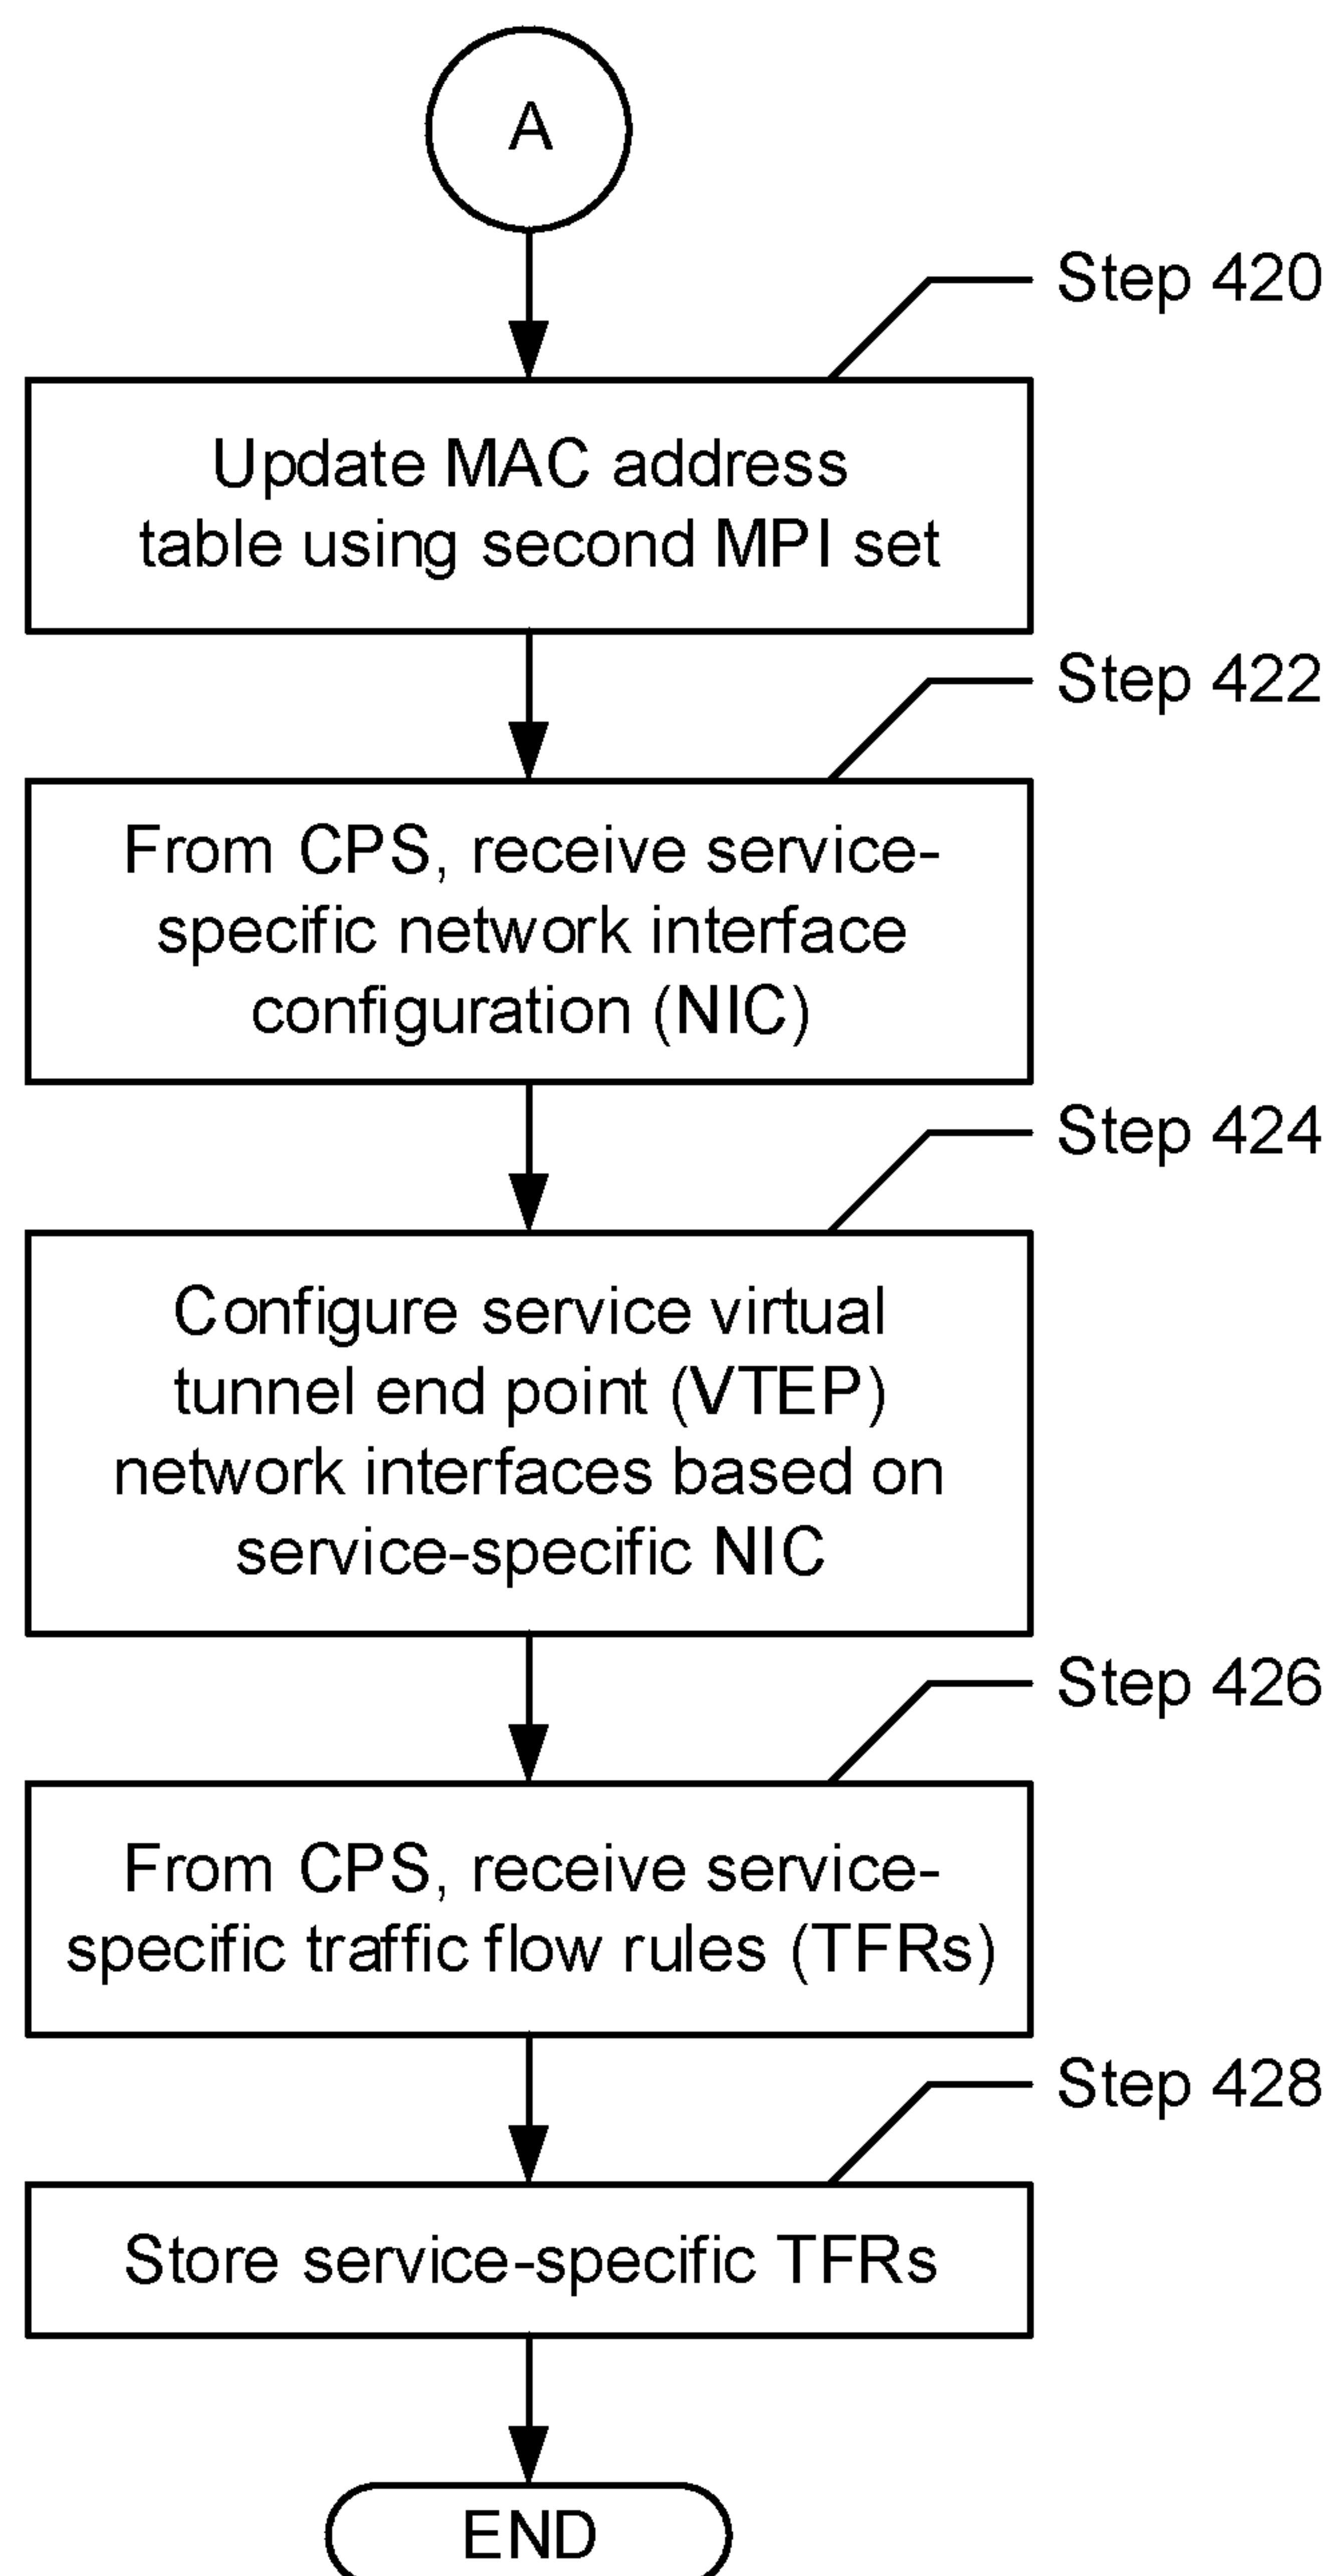 A
Step 420
Update MAC address
table using second MPI set
Step 422
From CPS, receive service-
specific network interface
configuration (NIC)
Step 424
Configure service virtual
tunnel end point (VTEP)
network interfaces based on
service-specific NIC
Step 426
From CPS, receive service-
specific traffic flow rules (TFRs)
Step 428
Store service-specific TFRs
END